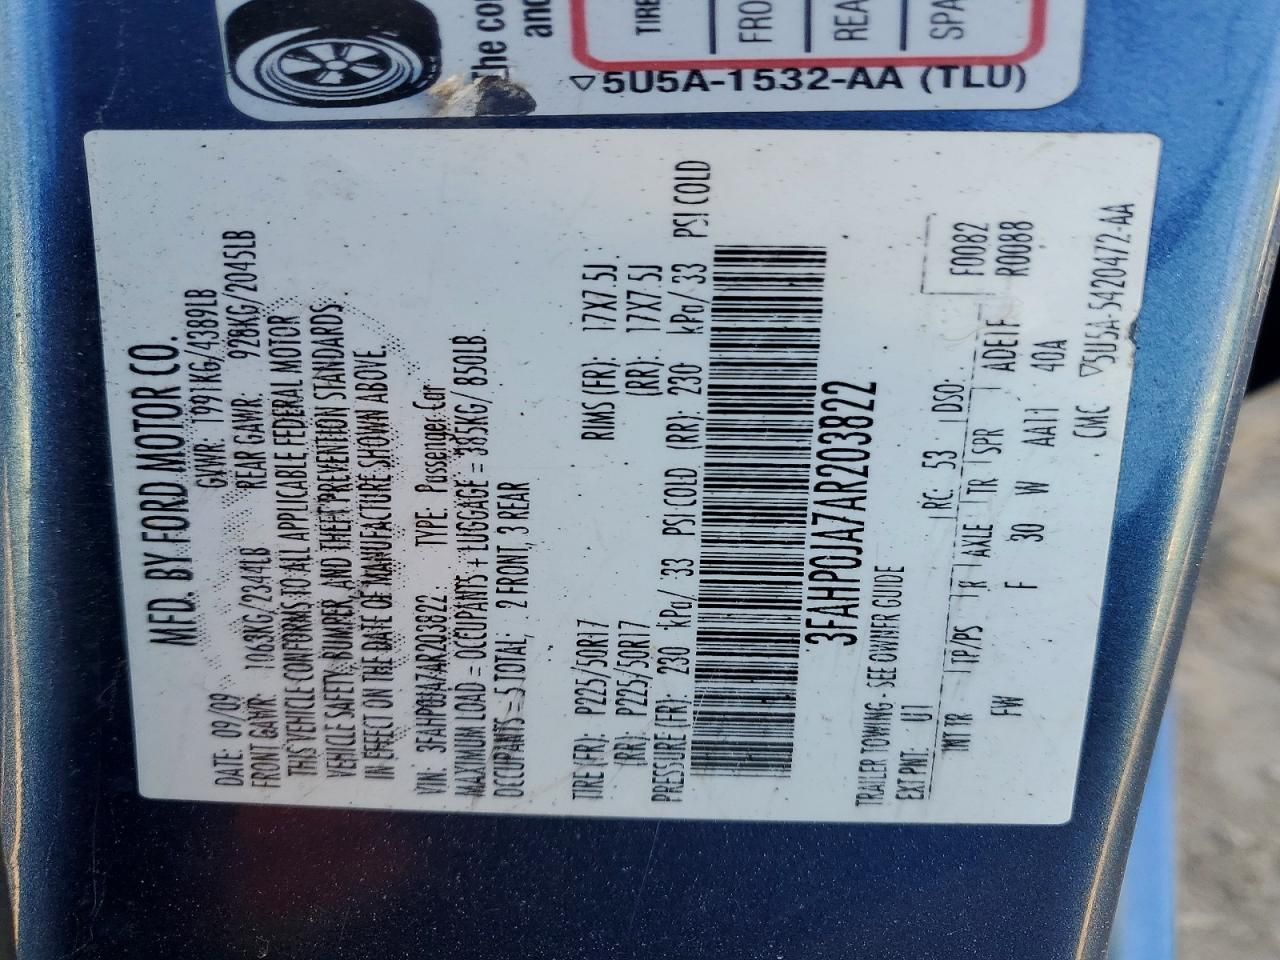 The co
and
TIRE
FRO
REA
SPA
▽5U5A-1532-AA (TLU)
MFD. BY FORD MOTOR CO.
DATE: 09/09 GVWR: 1991KG/4389LB
FRONT GAWR: 1063KG/2344LB REAR GAWR: 928KG/2045LB
THIS VEHICLE CONFORMS TO ALL APPLICABLE FEDERAL MOTOR
VEHICLE SAFETY, BUMPER, AND THEFT PREVENTION STANDARDS
IN EFFECT ON THE DATE OF MANUFACTURE SHOWN ABOVE.
VIN: 3FAHP0JA7AR203822 TYPE: Passenger Car
MAXIMUM LOAD = OCCUPANTS + LUGGAGE = 385KG/ 850LB
OCCUPANTS = 5 TOTAL; 2 FRONT, 3 REAR
TIRE (FR): P225/50R17 RIMS (FR): 17X7.5J
(RR): P225/50R17 (RR): 17X7.5J
PRESSURE (FR): 230 kPa/ 33 PSI COLD (RR): 230 kPa/ 33 PSI COLD
3FAHP0JA7AR203822
TRAILER TOWING - SEE OWNER GUIDE
EXT PNT: U1 RC: 53 DSO: F0082
INT TR TP/PS R AXLE TR SPR ADE1F R0088
FW F 30 W AA11 40A
CMC ▽5U5A-5420472-AA